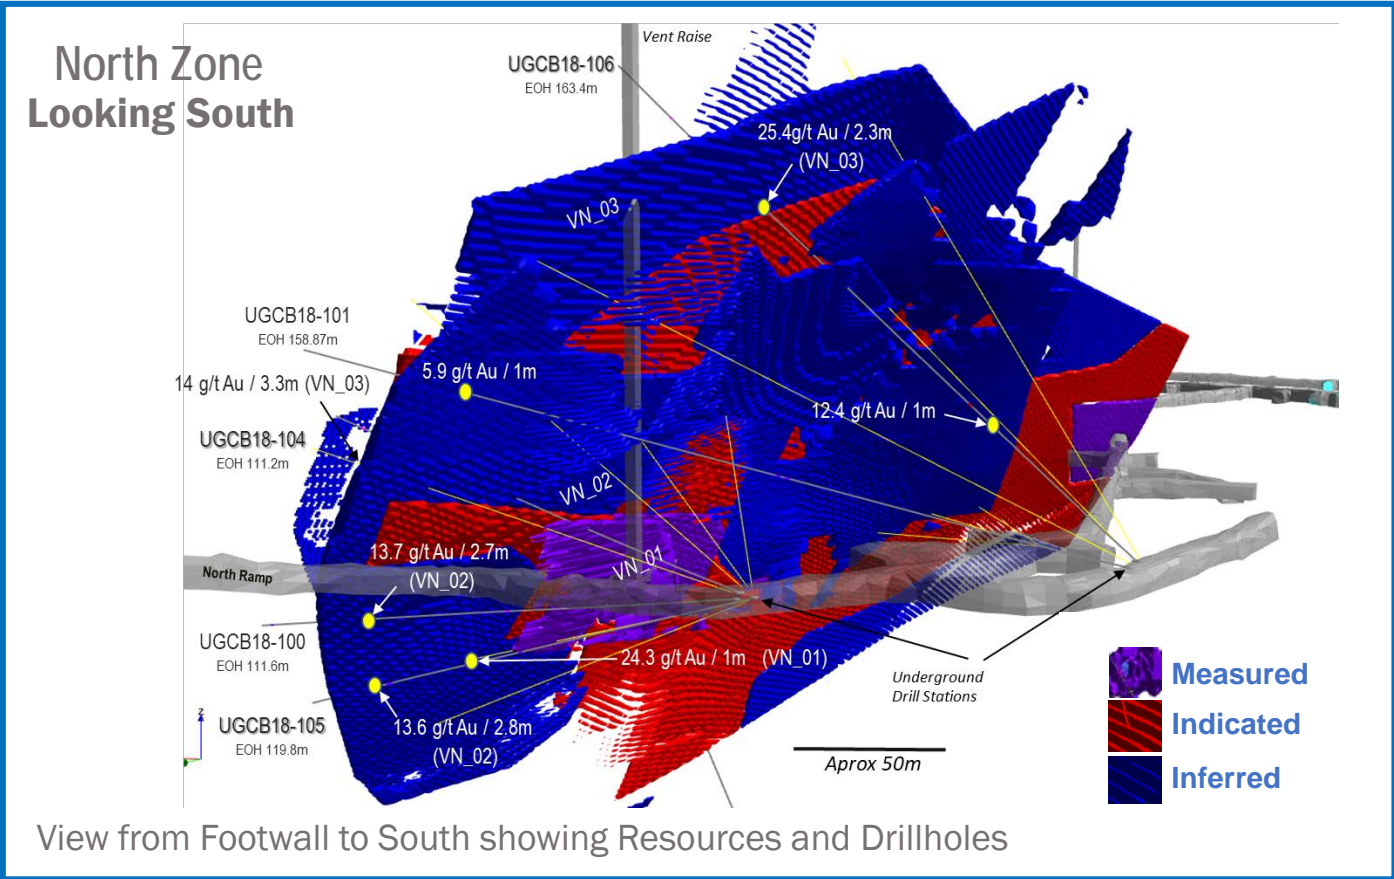 North Zone
Looking South
Vent Raise
UGCB18-106
EOH 163.4m
25.4g/t Au / 2.3m
(VN_03)
VN_03
UGCB18-101
EOH 158.87m
14 g/t Au / 3.3m (VN_03)
5.9 g/t Au / 1m
12.4 g/t Au / 1m
UGCB18-104
EOH 111.2m
VN_02
13.7 g/t Au / 2.7m
(VN_02)
VN_01
North Ramp
UGCB18-100
EOH 111.6m
24.3 g/t Au / 1m (VN_01)
Underground
Drill Stations
UGCB18-105
EOH 119.8m
13.6 g/t Au / 2.8m
(VN_02)
z
Aprox 50m
Measured
Indicated
Inferred
View from Footwall to South showing Resources and Drillholes